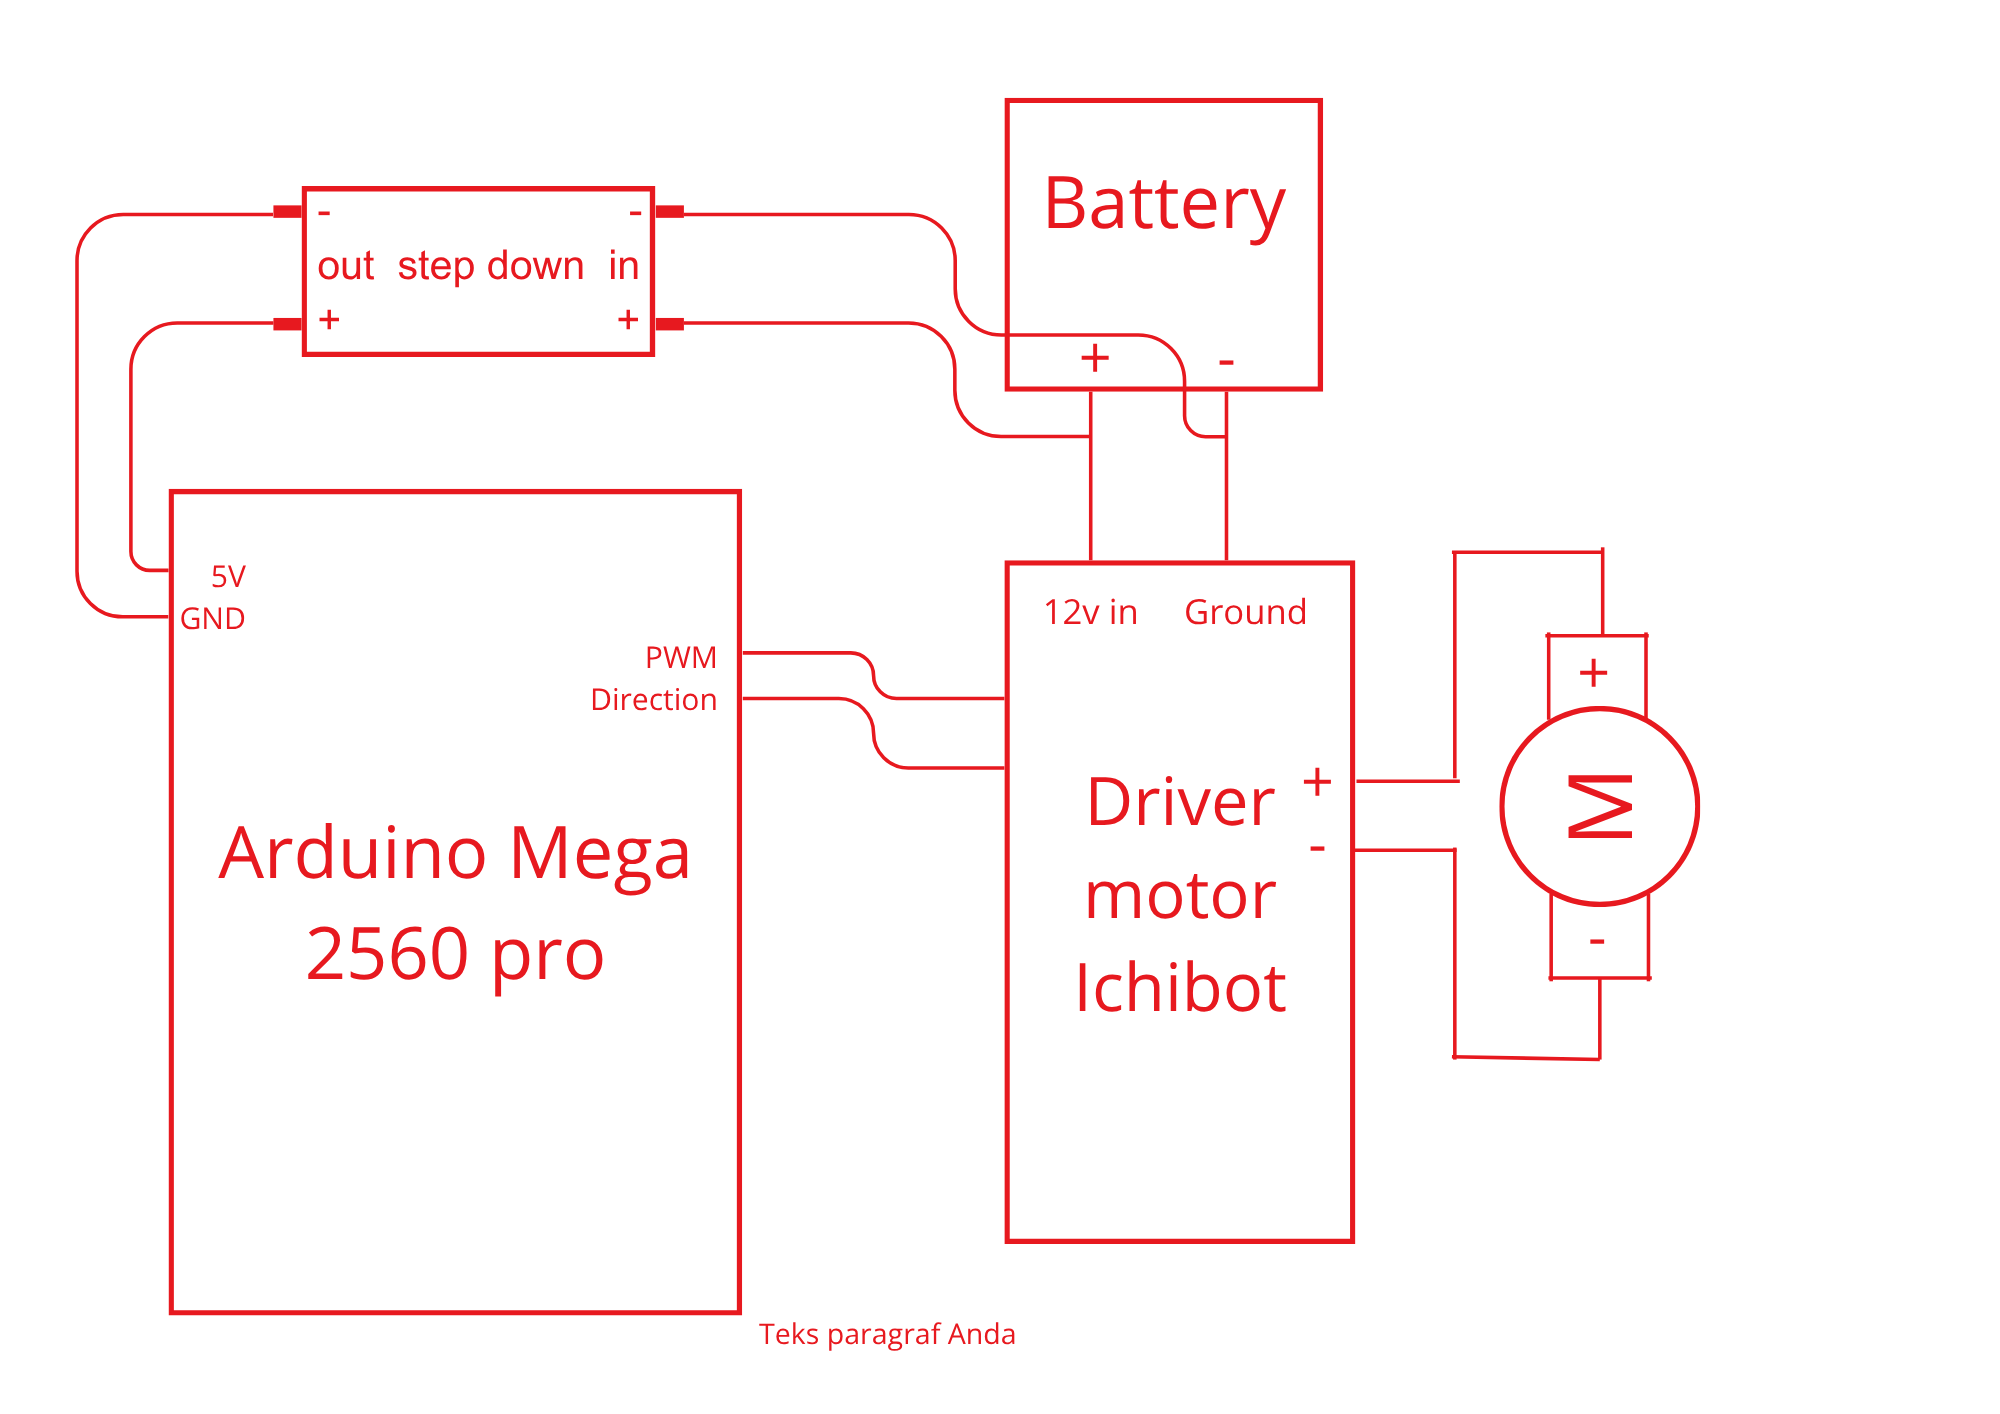 Battery
+ -
- -
out step down in
+ +
5V
GND
PWM
Direction
Arduino Mega
2560 pro
12v in Ground
Driver
motor
Ichibot
+
-
+
M
-
Teks paragraf Anda